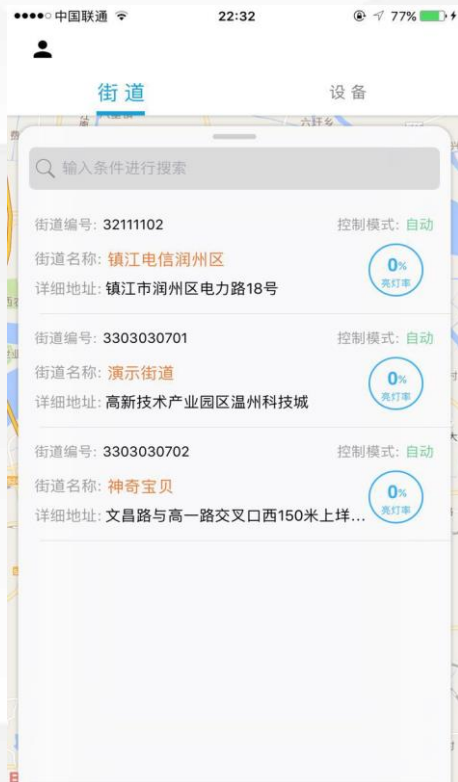 中国联通 22:32 77%
街道 设备
六圩乡
输入条件进行搜索
街道编号: 32111102 控制模式: 自动
街道名称: 镇江电信润州区
0%
亮灯率
详细地址: 镇江市润州区电力路18号
街道编号: 3303030701 控制模式: 自动
街道名称: 演示街道
0%
亮灯率
详细地址: 高新技术产业园区温州科技城
街道编号: 3303030702 控制模式: 自动
街道名称: 神奇宝贝
0%
亮灯率
详细地址: 文昌路与高一路交叉口西150米上垟...